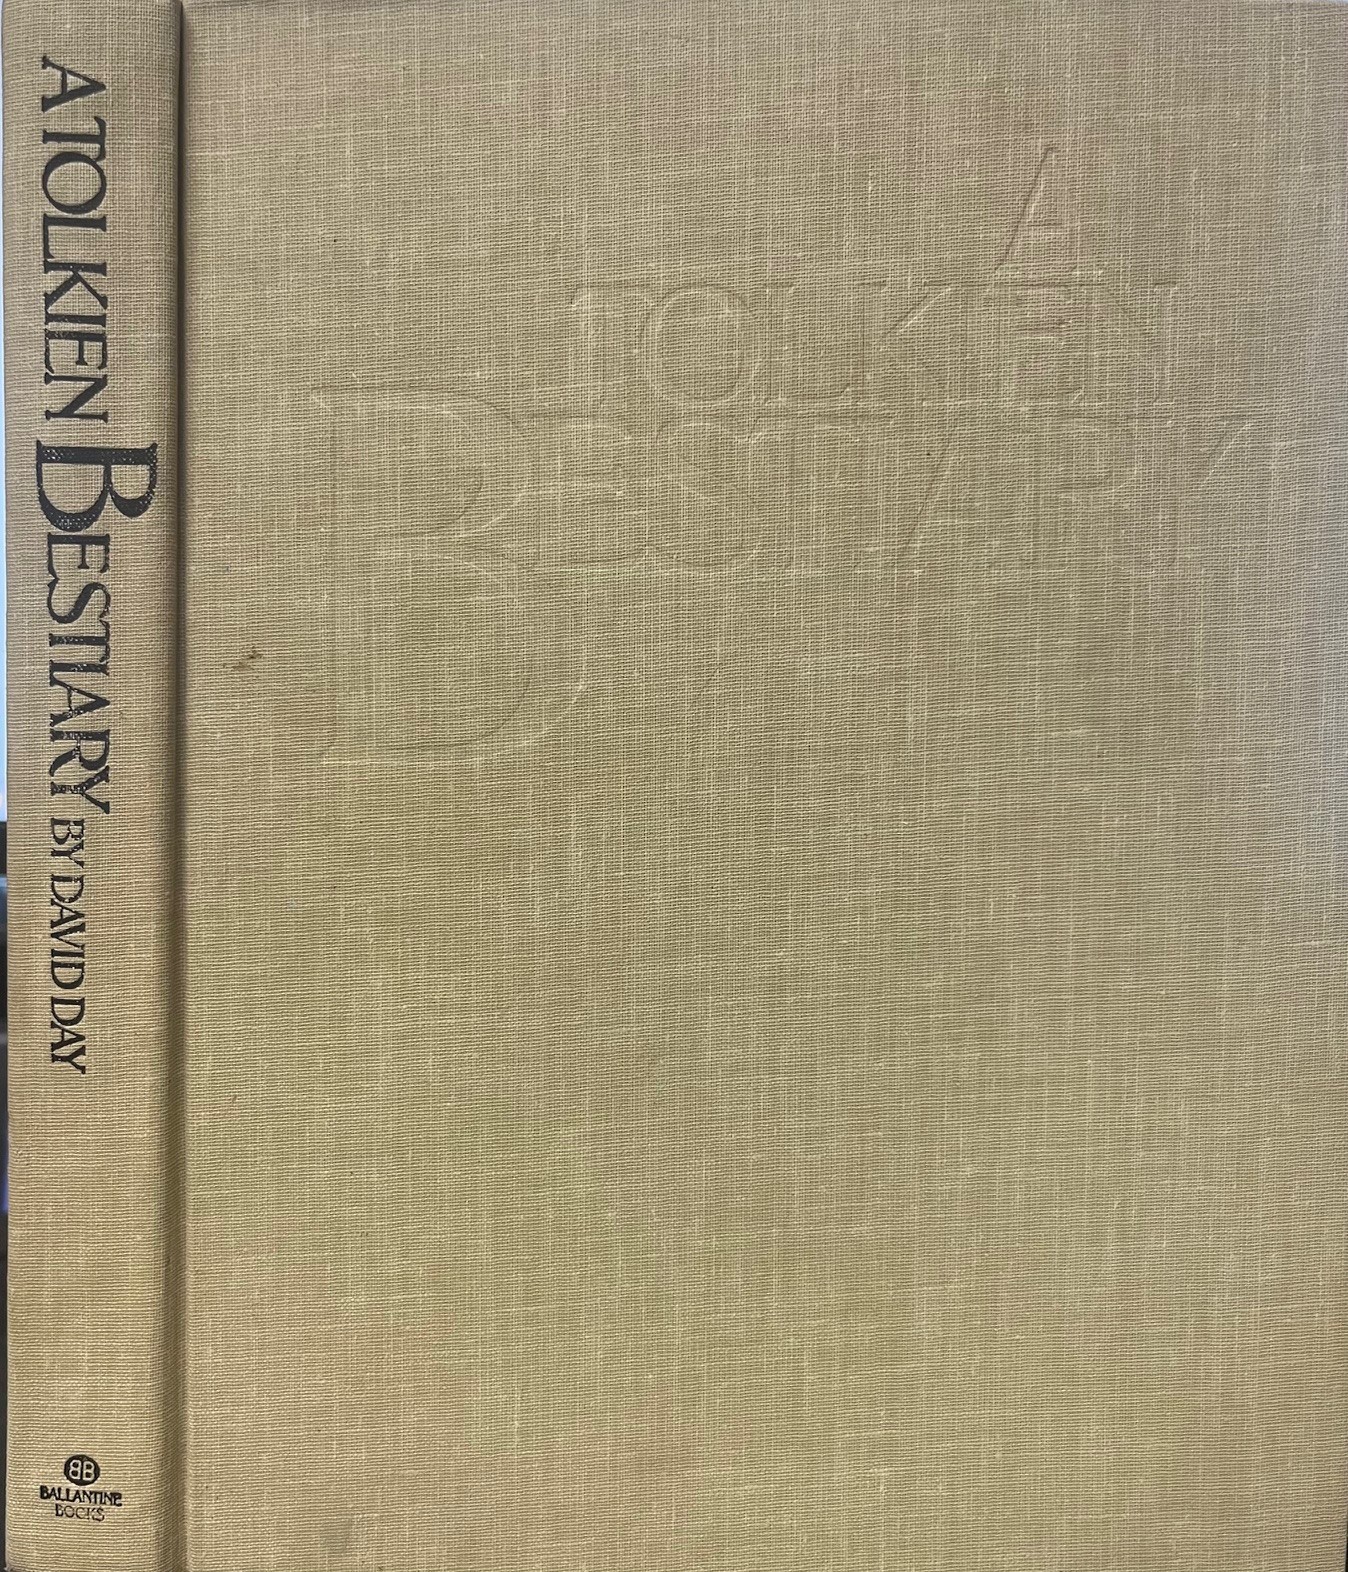 A TOLKIEN BESTIARY BY DAVID DAY
BB
BALLANTINE
BOOKS
A
TOLKIEN
BESTIARY